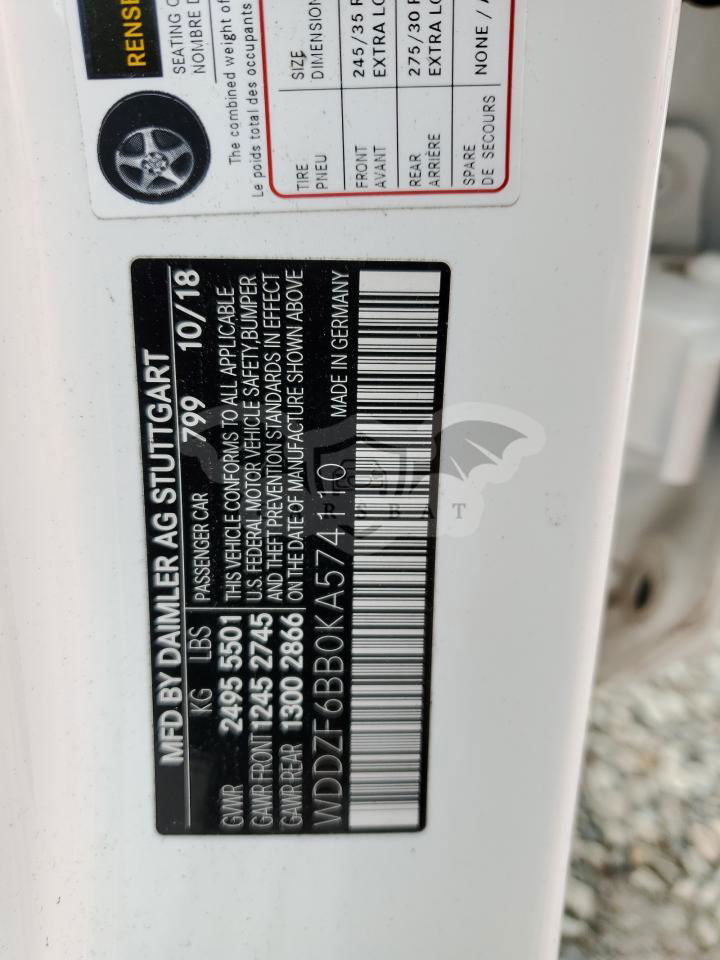 RENSE
SEATING C
NOMBRE D
The combined weight of
Le poids total des occupants
TIRE SIZE
PNEU DIMENSION
FRONT 245/35 R
AVANT EXTRA LO
REAR 275/30 R
ARRIÈRE EXTRA LO
SPARE NONE / A
DE SECOURS
MFD BY DAIMLER AG STUTTGART
KG LBS PASSENGER CAR 799 10/18
GVWR 2495 5501 THIS VEHICLE CONFORMS TO ALL APPLICABLE
GAWR FRONT 1245 2745 U.S. FEDERAL MOTOR VEHICLE SAFETY, BUMPER
AND THEFT PREVENTION STANDARDS IN EFFECT
GAWR REAR 1300 2866 ON THE DATE OF MANUFACTURE SHOWN ABOVE
WDDZF6BB0KA574110 MADE IN GERMANY
RSBAT